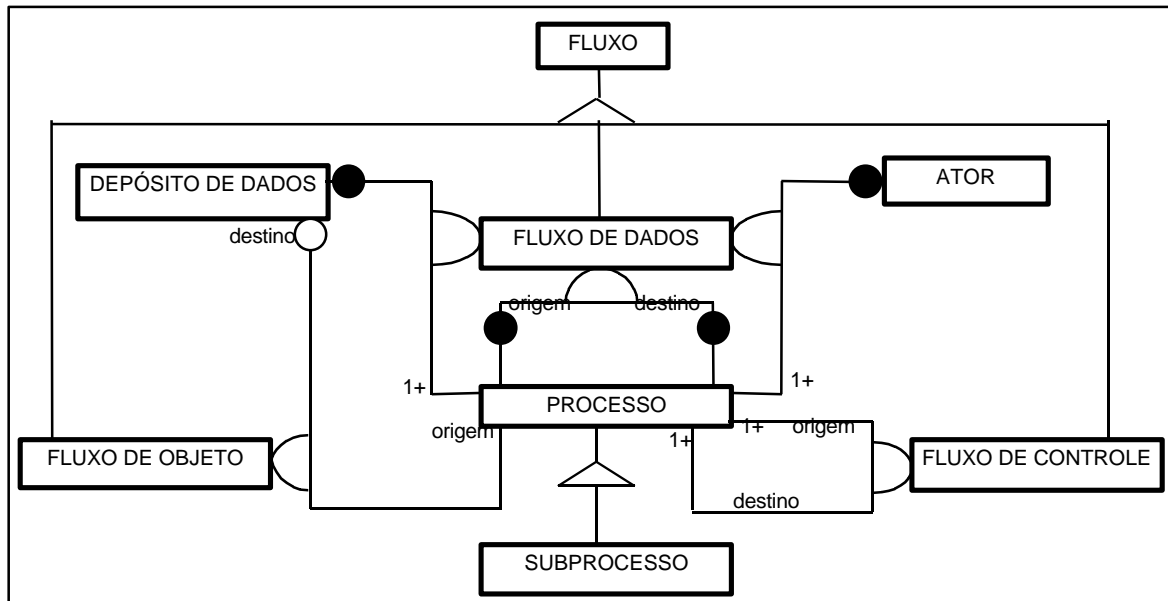 FLUXO
DEPÓSITO DE DADOS
ATOR
destino
FLUXO DE DADOS
origem
destino
1+
1+
PROCESSO
origem
1+
1+
origem
FLUXO DE OBJETO
FLUXO DE CONTROLE
destino
SUBPROCESSO